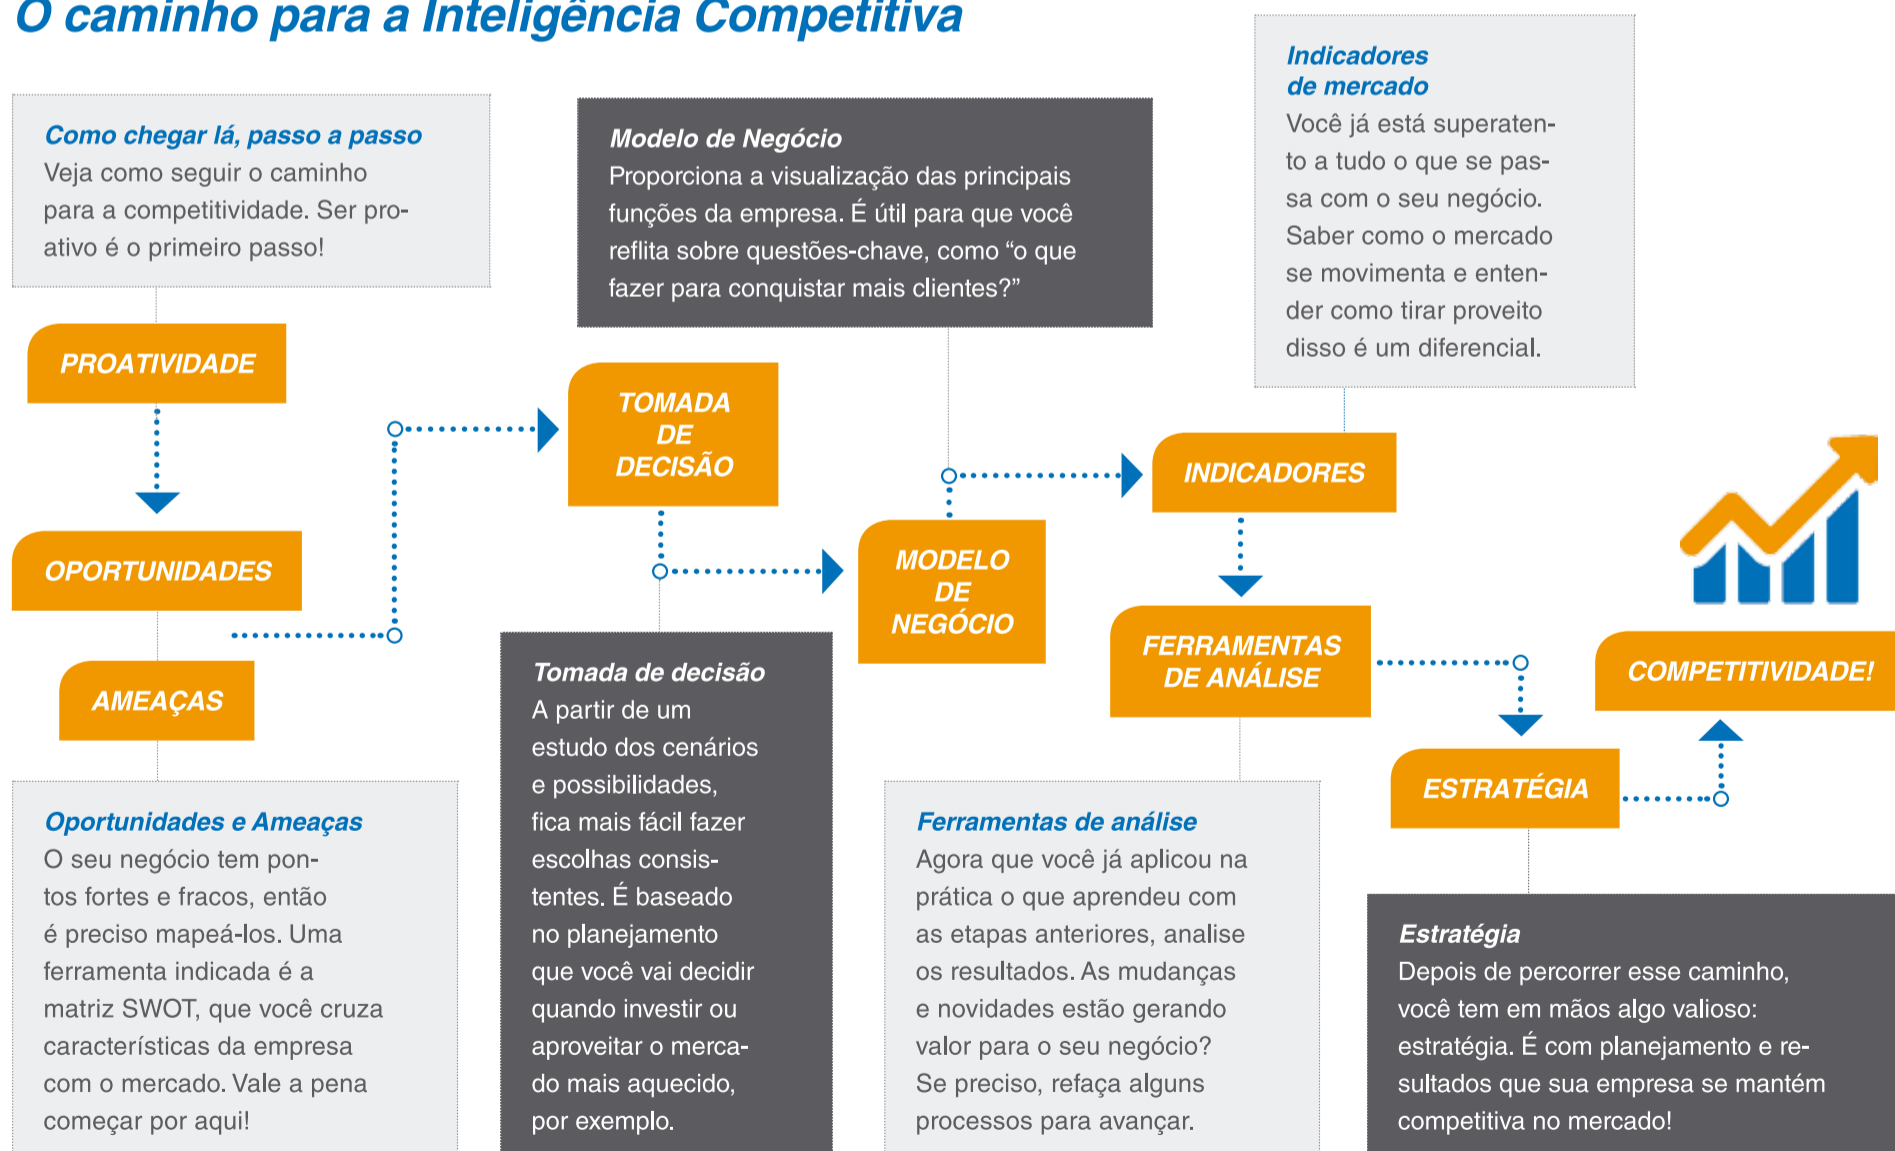 O caminho para a Inteligência Competitiva
Como chegar lá, passo a passo
Veja como seguir o caminho
para a competitividade. Ser pro-
ativo é o primeiro passo!
PROATIVIDADE
OPORTUNIDADES
AMEAÇAS
Oportunidades e Ameaças
O seu negócio tem pon-
tos fortes e fracos, então
é preciso mapeá-los. Uma
ferramenta indicada é a
matriz SWOT, que você cruza
características da empresa
com o mercado. Vale a pena
começar por aqui!
TOMADA
DE
DECISÃO
Tomada de decisão
A partir de um
estudo dos cenários
e possibilidades,
fica mais fácil fazer
escolhas consis-
tentes. É baseado
no planejamento
que você vai decidir
quando investir ou
aproveitar o merca-
do mais aquecido,
por exemplo.
Modelo de Negócio
Proporciona a visualização das principais
funções da empresa. É útil para que você
reflita sobre questões-chave, como “o que
fazer para conquistar mais clientes?”
MODELO
DE
NEGÓCIO
Indicadores
de mercado
Você já está superaten-
to a tudo o que se pas-
sa com o seu negócio.
Saber como o mercado
se movimenta e enten-
der como tirar proveito
disso é um diferencial.
INDICADORES
FERRAMENTAS
DE ANÁLISE
Ferramentas de análise
Agora que você já aplicou na
prática o que aprendeu com
as etapas anteriores, analise
os resultados. As mudanças
e novidades estão gerando
valor para o seu negócio?
Se preciso, refaça alguns
processos para avançar.
ESTRATÉGIA
Estratégia
Depois de percorrer esse caminho,
você tem em mãos algo valioso:
estratégia. É com planejamento e re-
sultados que sua empresa se mantém
competitiva no mercado!
COMPETITIVIDADE!